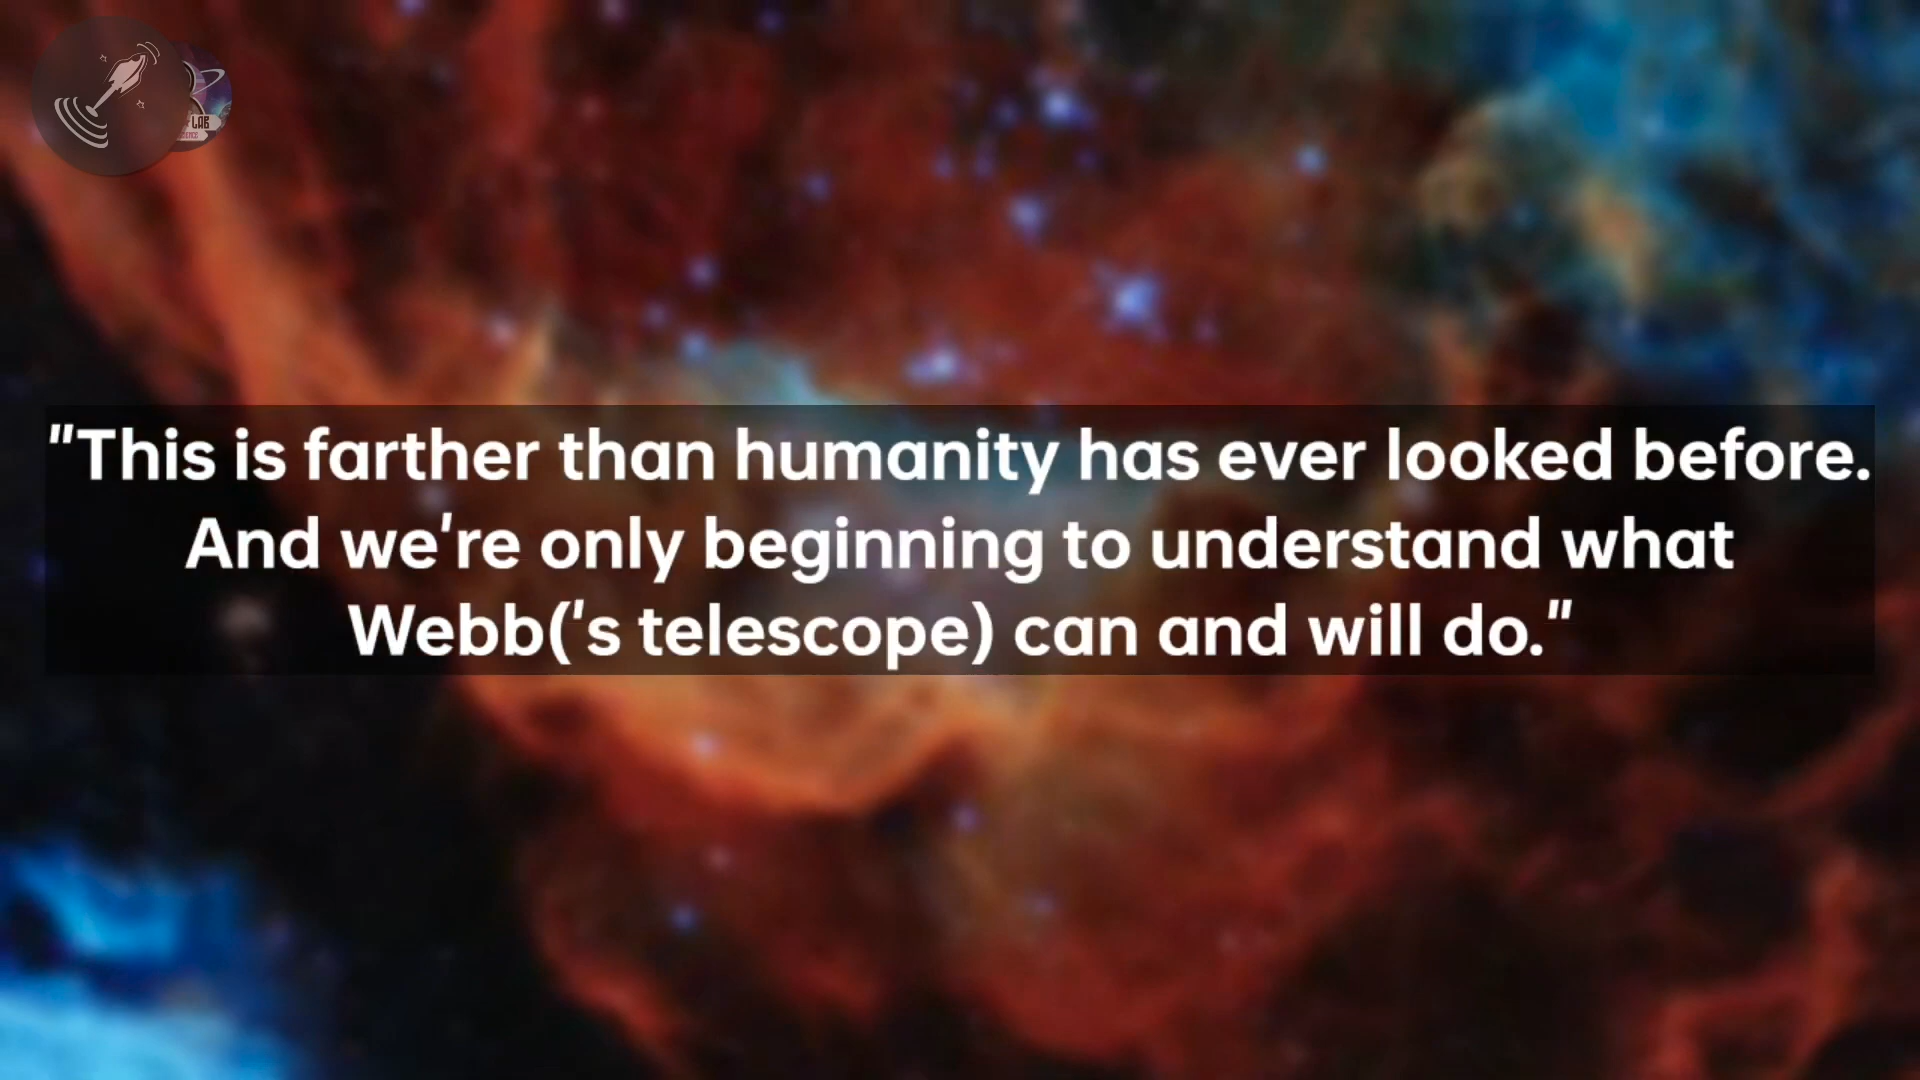 "This is farther than humanity has ever looked before.
And we're only beginning to understand what
Webb('s telescope) can and will do."
LAB